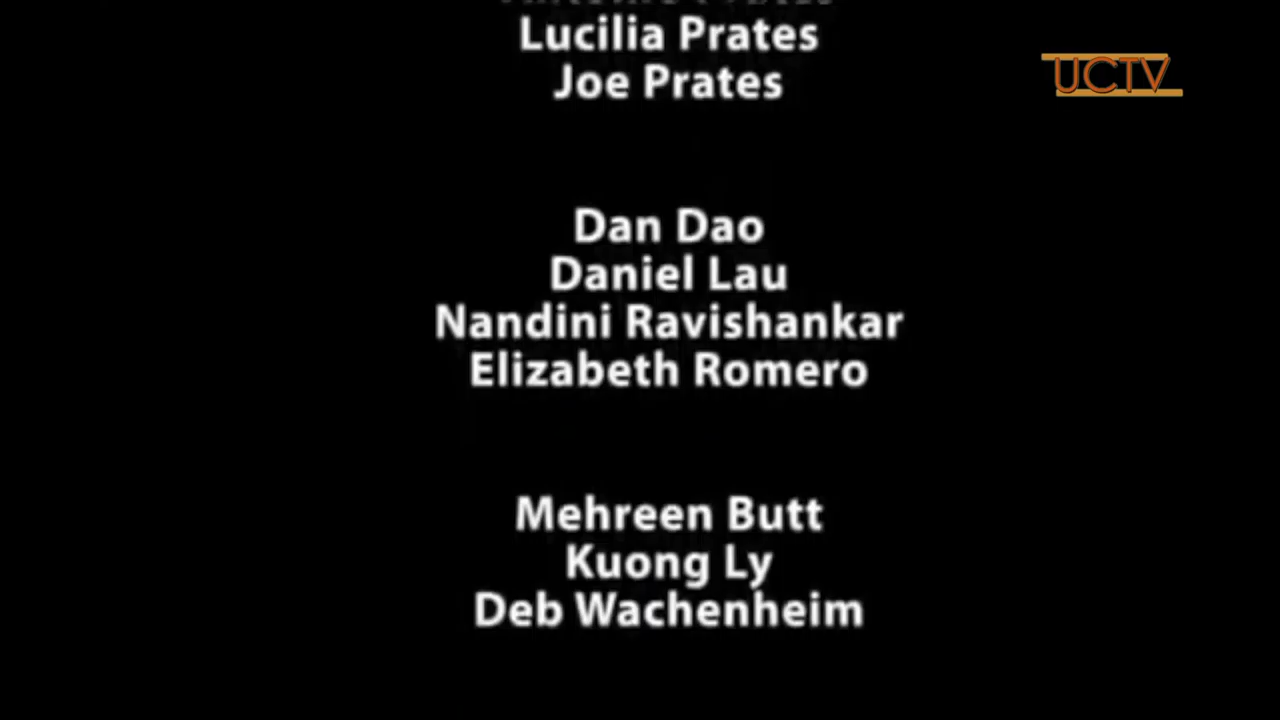 Lucilia Prates
Joe Prates
UCTV
Dan Dao
Daniel Lau
Nandini Ravishankar
Elizabeth Romero
Mehreen Butt
Kuong Ly
Deb Wachenheim